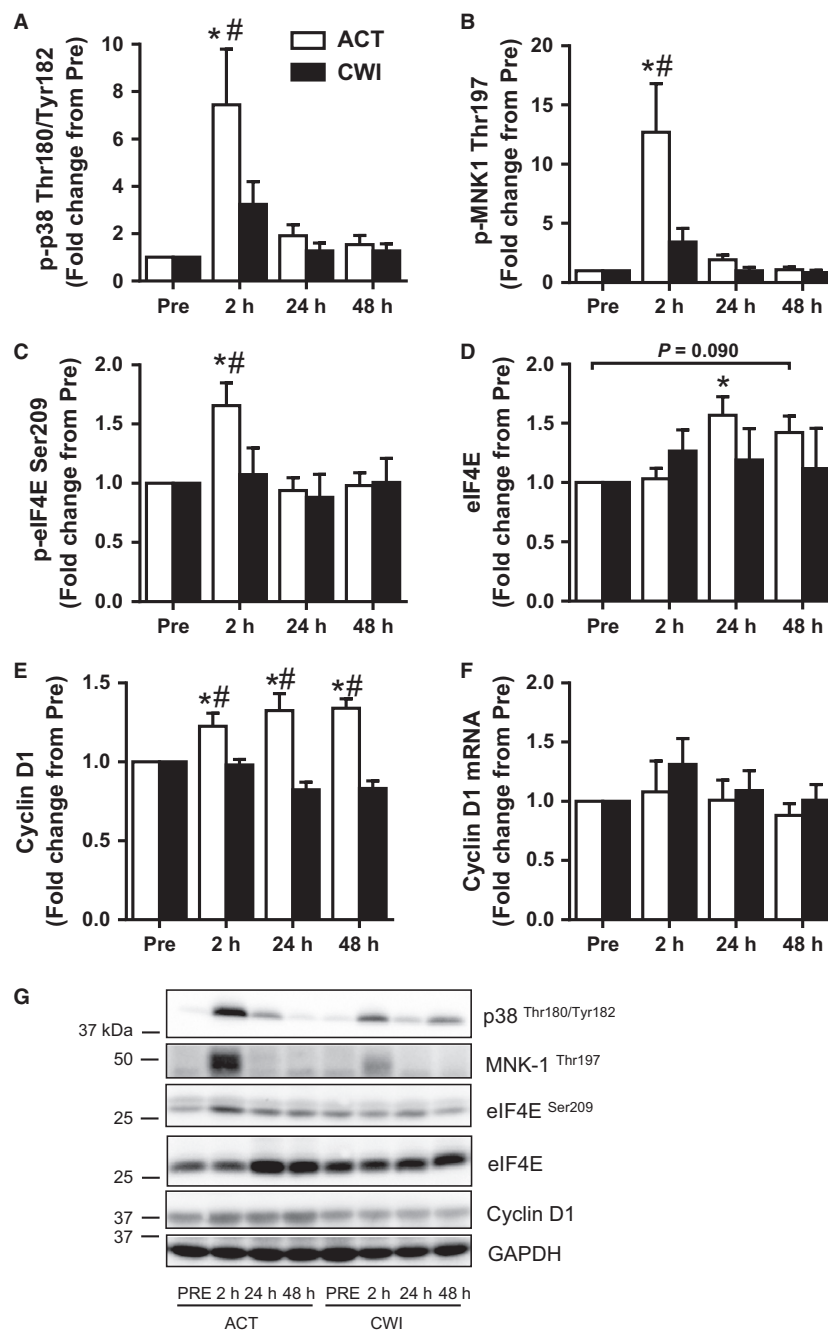 A
p-p38 Thr180/Tyr182
(Fold change from Pre)
10
8
6
4
2
0
*#
ACT
CWI
Pre 2 h 24 h 48 h
B
p-MNK1 Thr197
(Fold change from Pre)
20
15
10
5
0
*#
Pre 2 h 24 h 48 h
C
p-eIF4E Ser209
(Fold change from Pre)
2.0
1.5
1.0
0.5
0.0
*#
Pre 2 h 24 h 48 h
D
eIF4E
(Fold change from Pre)
2.0
1.5
1.0
0.5
0.0
P = 0.090
*
Pre 2 h 24 h 48 h
E
Cyclin D1
(Fold change from Pre)
1.5
1.0
0.5
0.0
*# *# *#
Pre 2 h 24 h 48 h
F
Cyclin D1 mRNA
(Fold change from Pre)
2.0
1.5
1.0
0.5
0.0
Pre 2 h 24 h 48 h
G
37 kDa
p38 Thr180/Tyr182
50
MNK-1 Thr197
25
eIF4E Ser209
25
eIF4E
37
Cyclin D1
37
GAPDH
PRE 2 h 24 h 48 h PRE 2 h 24 h 48 h
ACT CWI